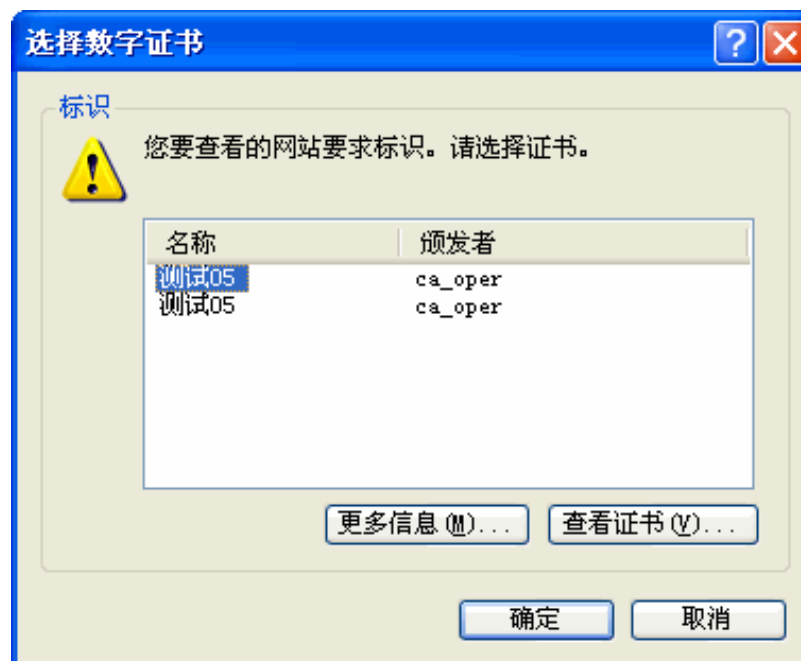 选择数字证书
标识
您要查看的网站要求标识。请选择证书。
名称 颁发者
测试05 ca_oper
测试05 ca_oper
更多信息(M)... 查看证书(V)...
确定 取消